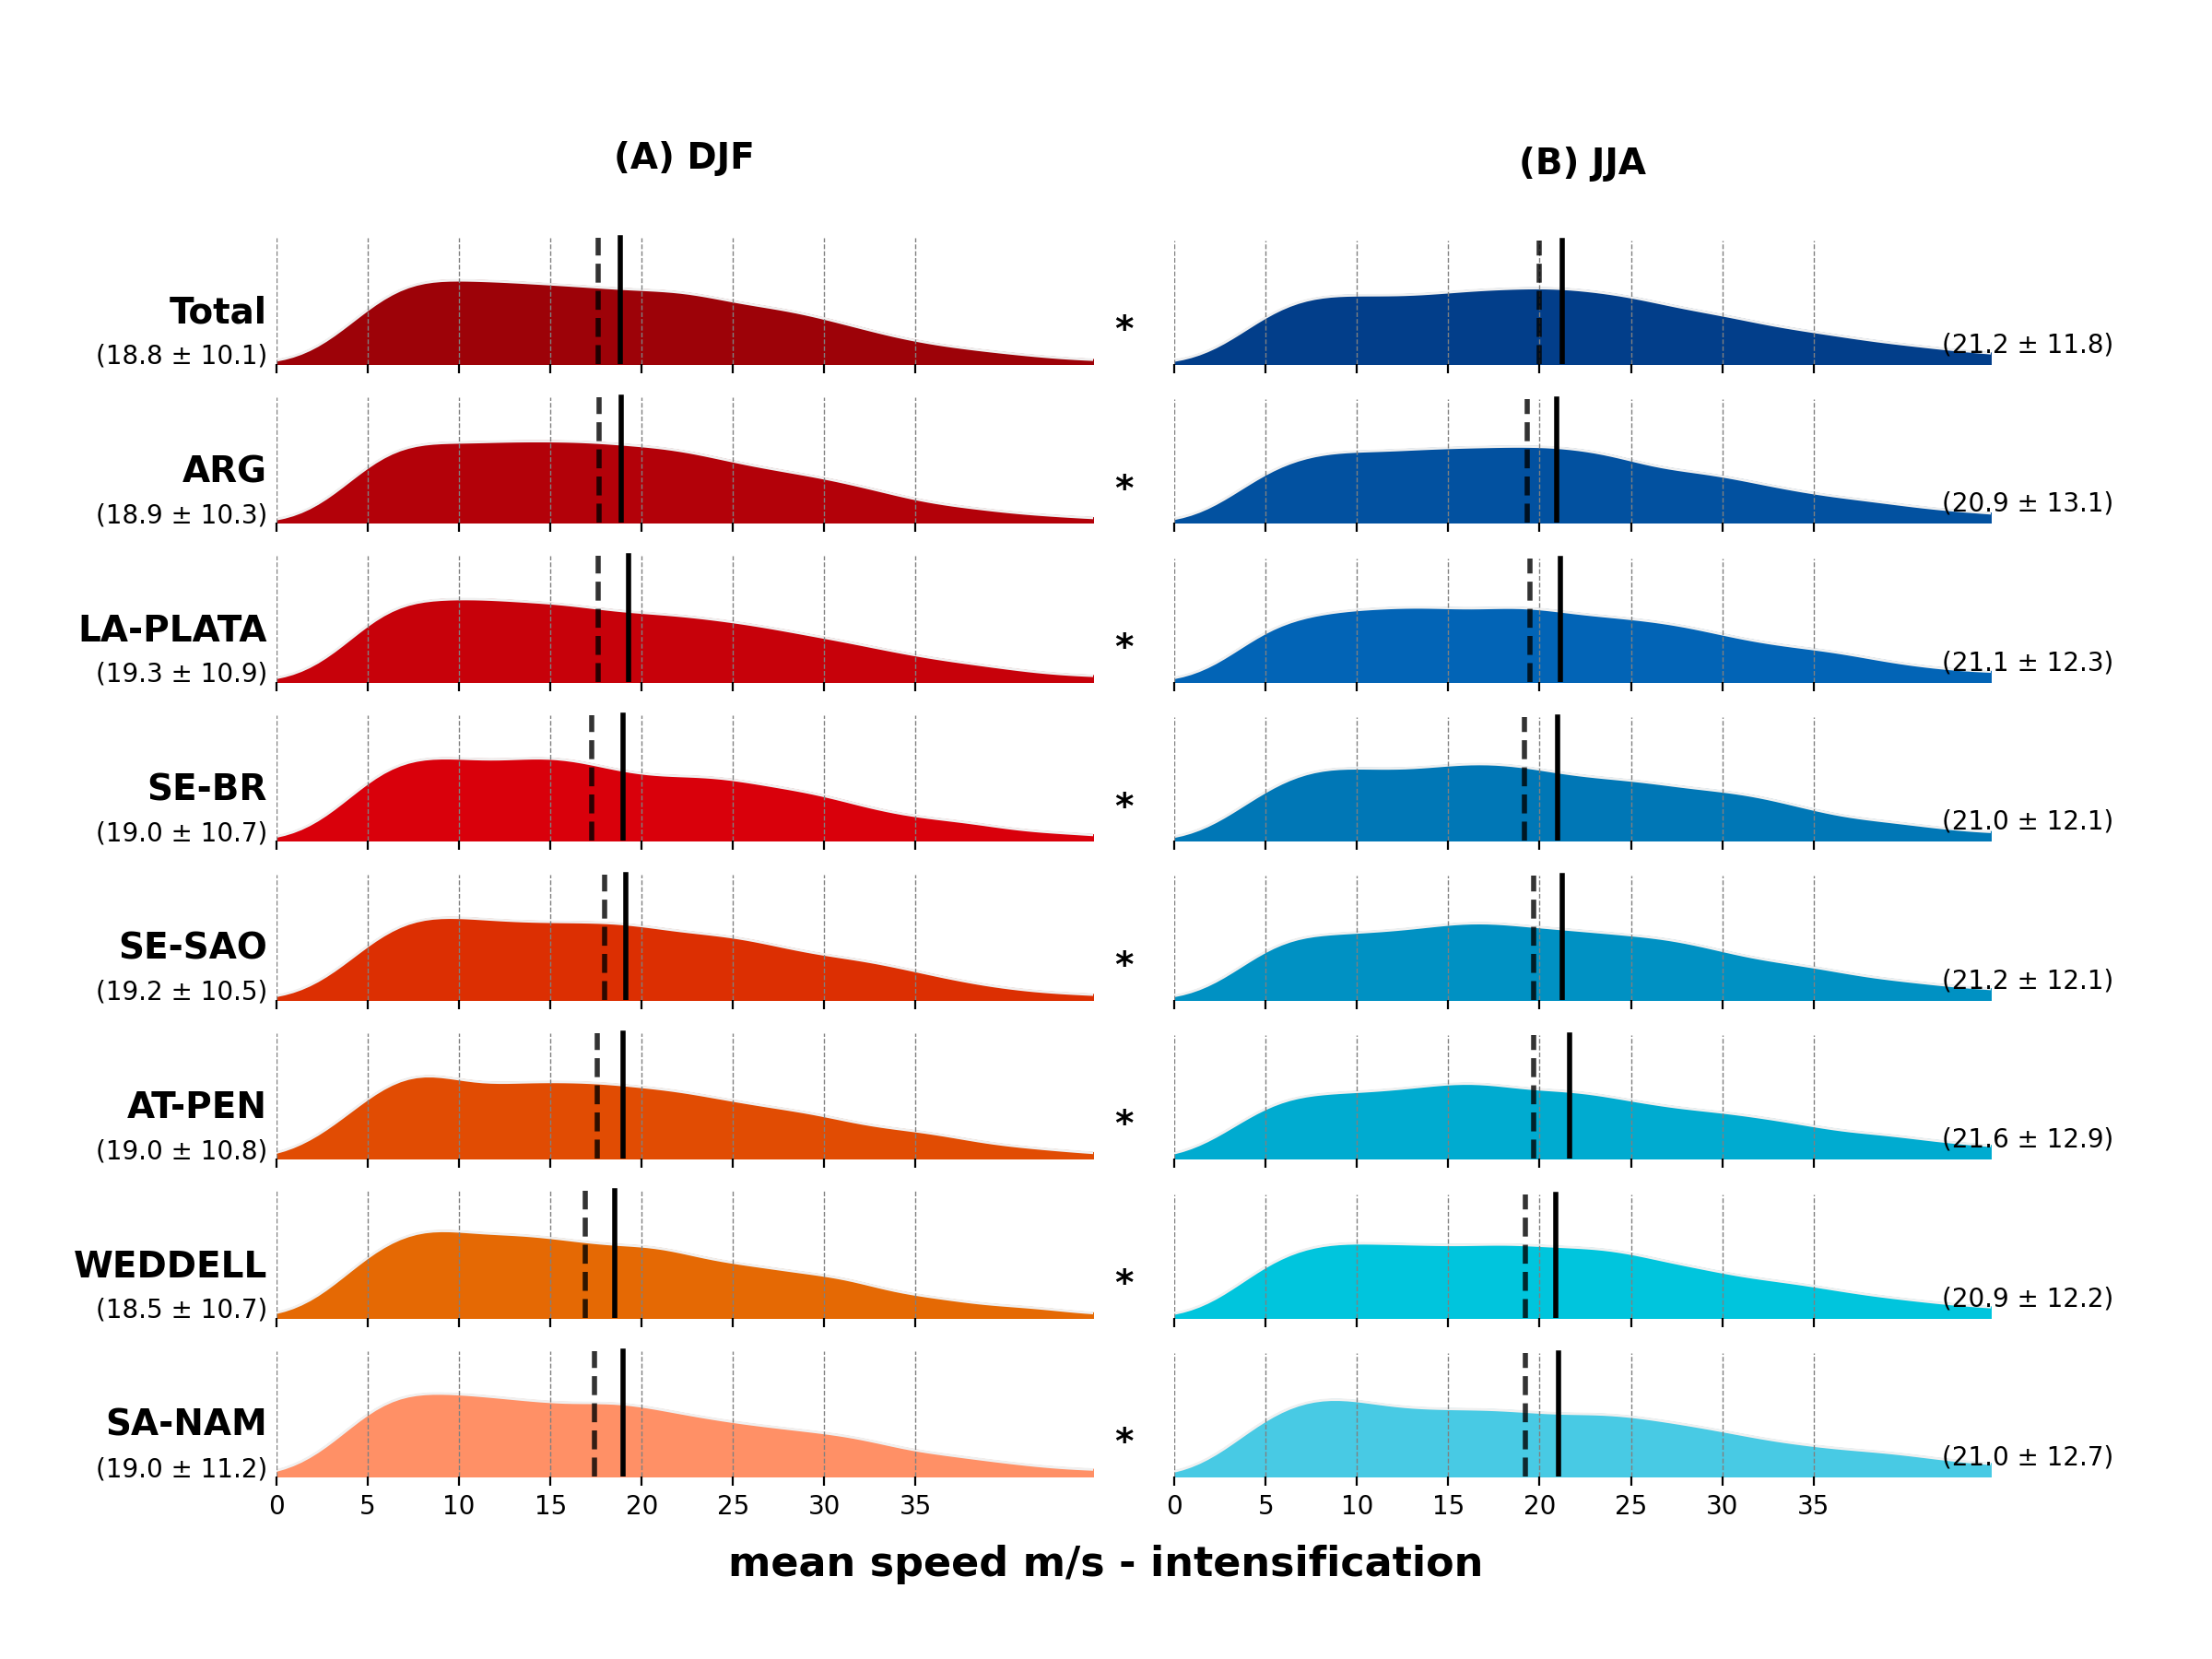 (A) DJF
(B) JJA
Total
(18.8 ± 10.1)
*
(21.2 ± 11.8)
ARG
(18.9 ± 10.3)
*
(20.9 ± 13.1)
LA-PLATA
(19.3 ± 10.9)
*
(21.1 ± 12.3)
SE-BR
(19.0 ± 10.7)
*
(21.0 ± 12.1)
SE-SAO
(19.2 ± 10.5)
*
(21.2 ± 12.1)
AT-PEN
(19.0 ± 10.8)
*
(21.6 ± 12.9)
WEDDELL
(18.5 ± 10.7)
*
(20.9 ± 12.2)
SA-NAM
(19.0 ± 11.2)
*
(21.0 ± 12.7)
0 5 10 15 20 25 30 35
0 5 10 15 20 25 30 35
mean speed m/s - intensification